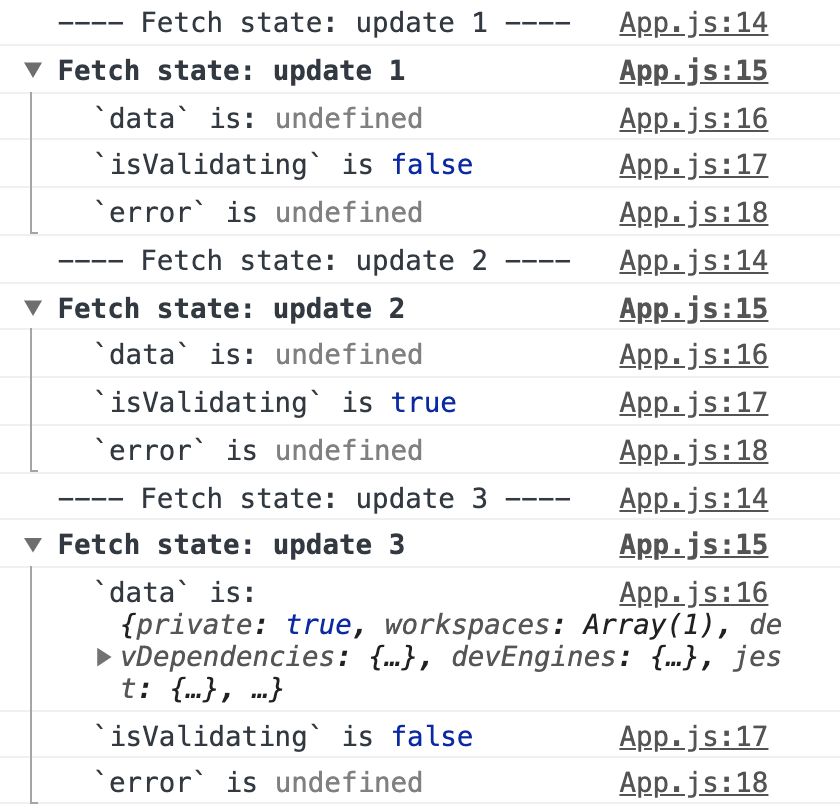 ---- Fetch state: update 1 ---- App.js:14
Fetch state: update 1 App.js:15
`data` is: undefined App.js:16
`isValidating` is false App.js:17
`error` is undefined App.js:18
---- Fetch state: update 2 ---- App.js:14
Fetch state: update 2 App.js:15
`data` is: undefined App.js:16
`isValidating` is true App.js:17
`error` is undefined App.js:18
---- Fetch state: update 3 ---- App.js:14
Fetch state: update 3 App.js:15
`data` is: App.js:16
{private: true, workspaces: Array(1), de
vDependencies: {…}, devEngines: {…}, jes
t: {…}, …}
`isValidating` is false App.js:17
`error` is undefined App.js:18